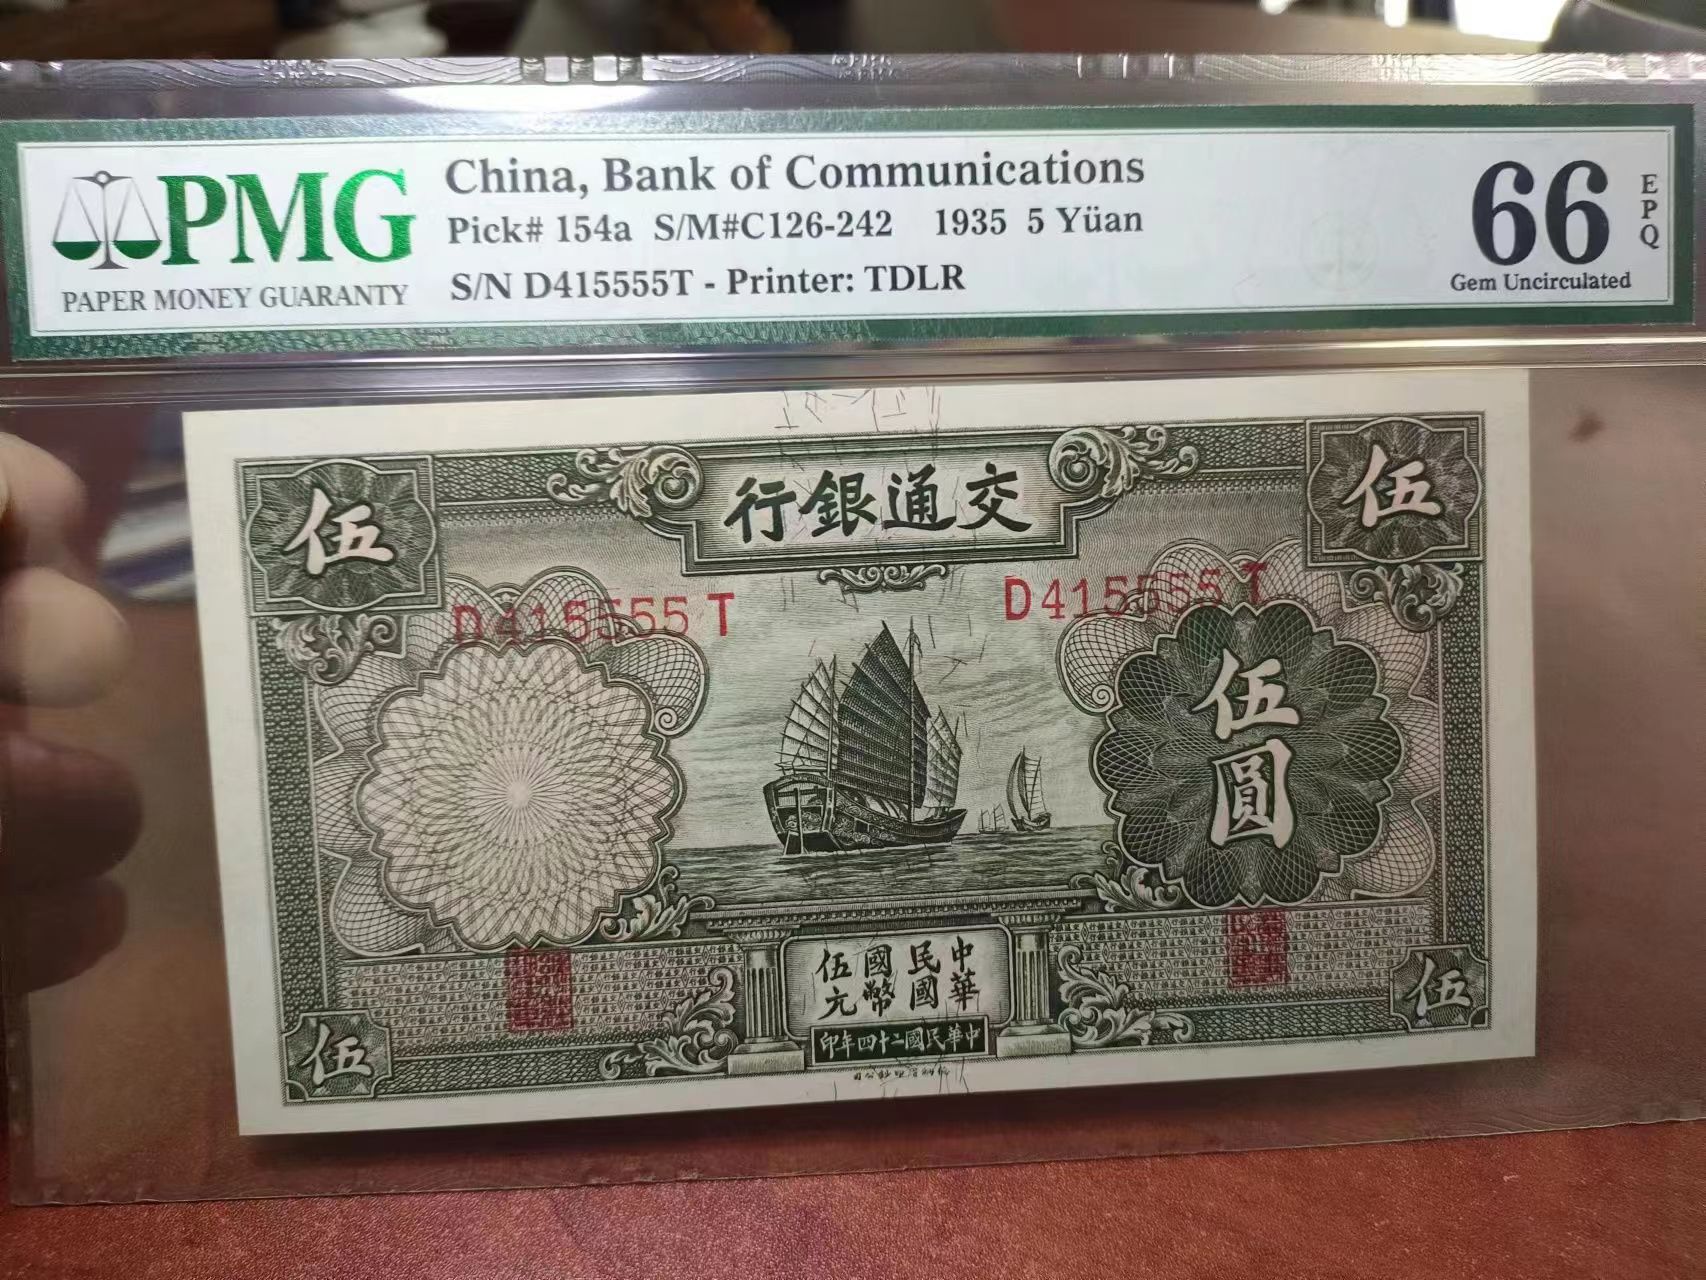 PMG
PAPER MONEY GUARANTY
China, Bank of Communications
Pick# 154a S/M#C126-242 1935 5 Yüan
S/N D415555T - Printer: TDLR
66
EPQ
Gem Uncirculated
行銀通交
伍
伍
D415555T
D415555T
伍圓
中華
民國
國幣
伍元
印年四十二國民華中
伍
伍